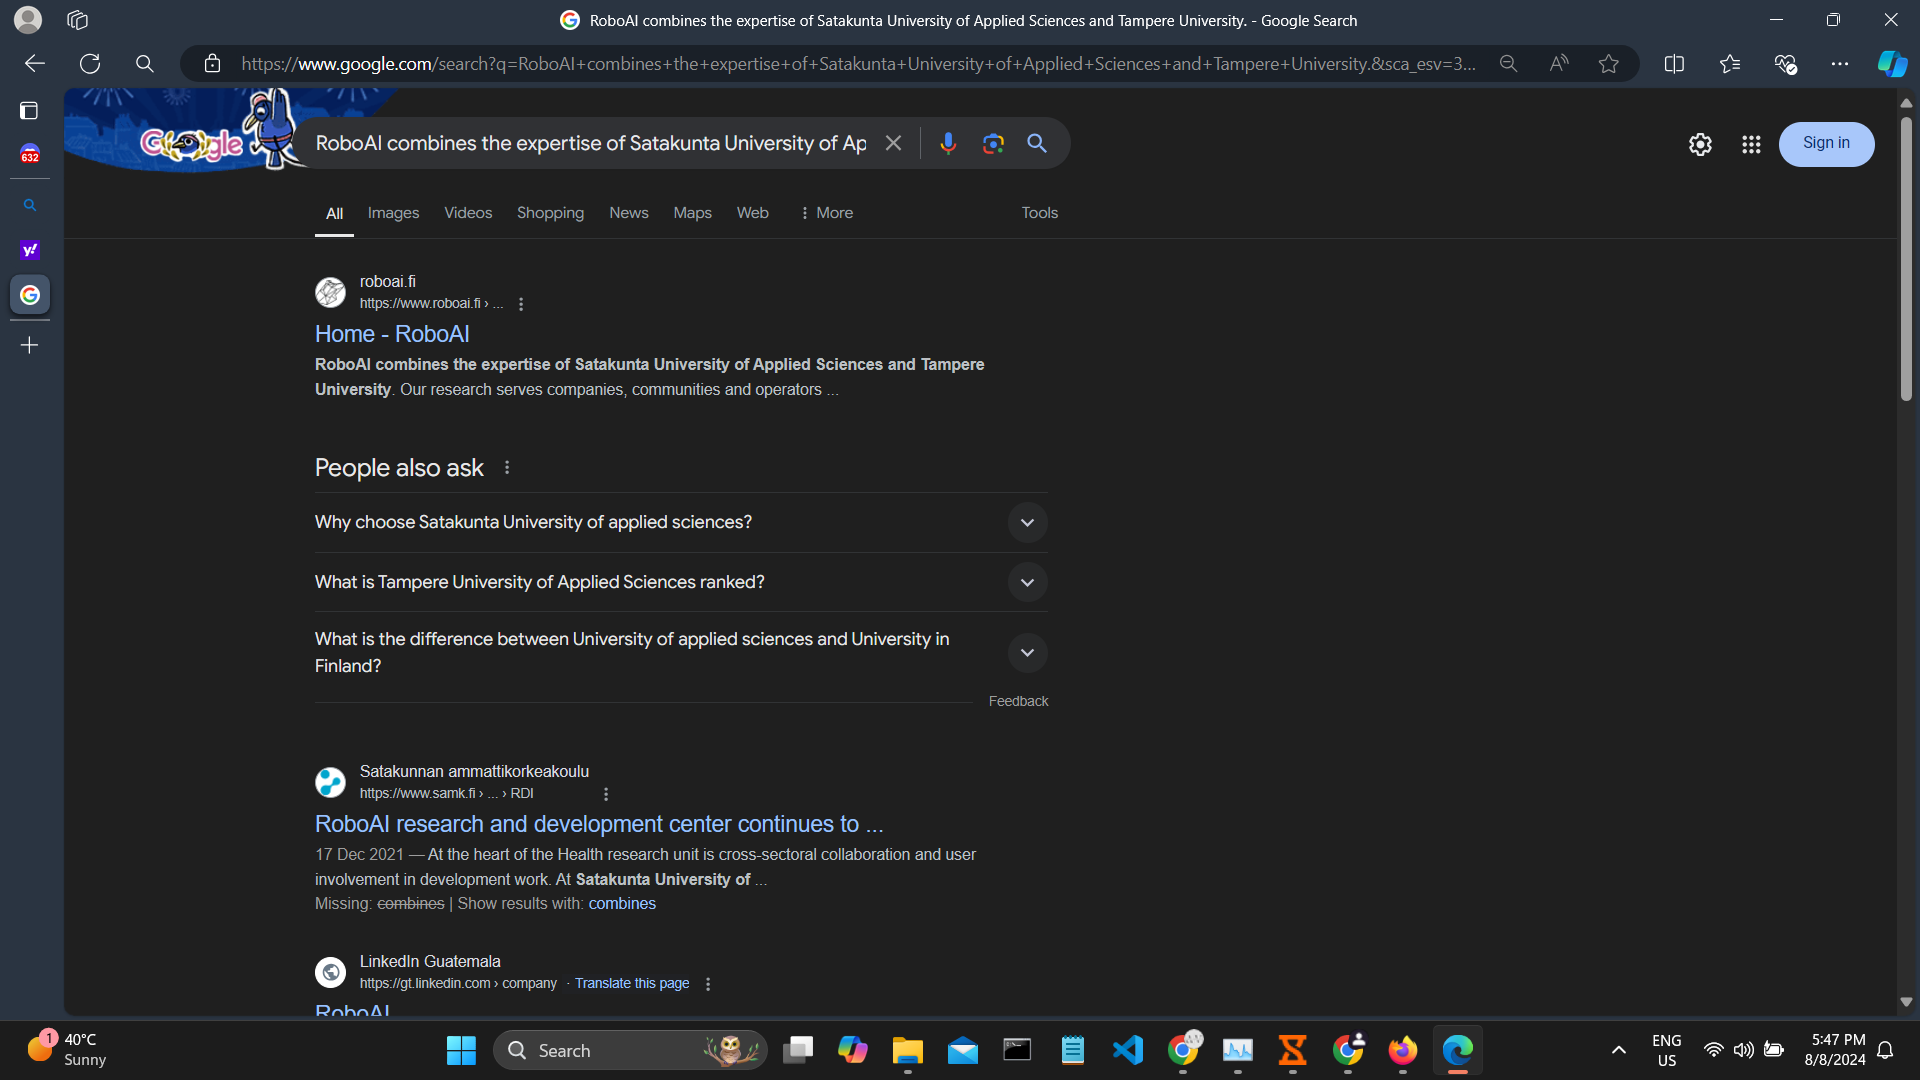 RoboAI combines the expertise of Satakunta University of Applied Sciences and Tampere University. - Google Search
https://www.google.com/search?q=RoboAI+combines+the+expertise+of+Satakunta+University+of+Applied+Sciences+and+Tampere+University.&sca_esv=3...
632
Google
RoboAI combines the expertise of Satakunta University of Ap
Sign in
All Images Videos Shopping News Maps Web More Tools
y!
roboai.fi
https://www.roboai.fi › ...
Home - RoboAI
RoboAI combines the expertise of Satakunta University of Applied Sciences and Tampere
University. Our research serves companies, communities and operators ...
People also ask
Why choose Satakunta University of applied sciences?
What is Tampere University of Applied Sciences ranked?
What is the difference between University of applied sciences and University in
Finland?
Feedback
Satakunnan ammattikorkeakoulu
https://www.samk.fi › ... › RDI
RoboAI research and development center continues to ...
17 Dec 2021 — At the heart of the Health research unit is cross-sectoral collaboration and user
involvement in development work. At Satakunta University of ...
Missing: combines | Show results with: combines
LinkedIn Guatemala
https://gt.linkedin.com › company · Translate this page
RoboAI
1
40°C
Sunny
Search
ENG
US
5:47 PM
8/8/2024